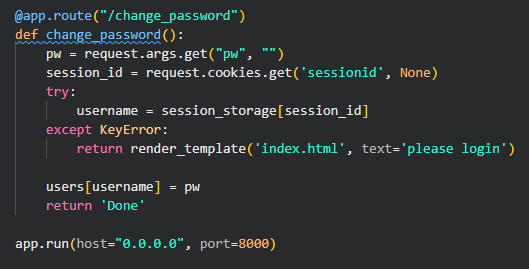 @app.route("/change_password")
def change_password():
    pw = request.args.get("pw", "")
    session_id = request.cookies.get('sessionid', None)
    try:
        username = session_storage[session_id]
    except KeyError:
        return render_template('index.html', text='please login')

    users[username] = pw
    return 'Done'

app.run(host="0.0.0.0", port=8000)